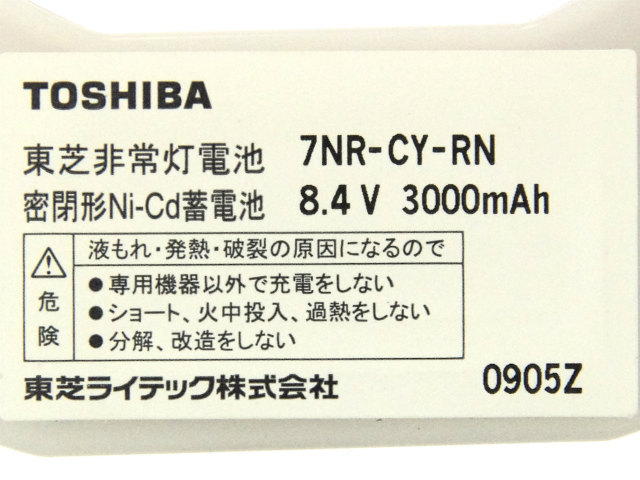 TOSHIBA
東芝非常灯電池 7NR-CY-RN
密閉形Ni-Cd蓄電池 8.4 V 3000mAh
危険
液もれ・発熱・破裂の原因になるので
●専用機器以外で充電をしない
●ショート、火中投入、過熱をしない
●分解、改造をしない
東芝ライテック株式会社 0905Z